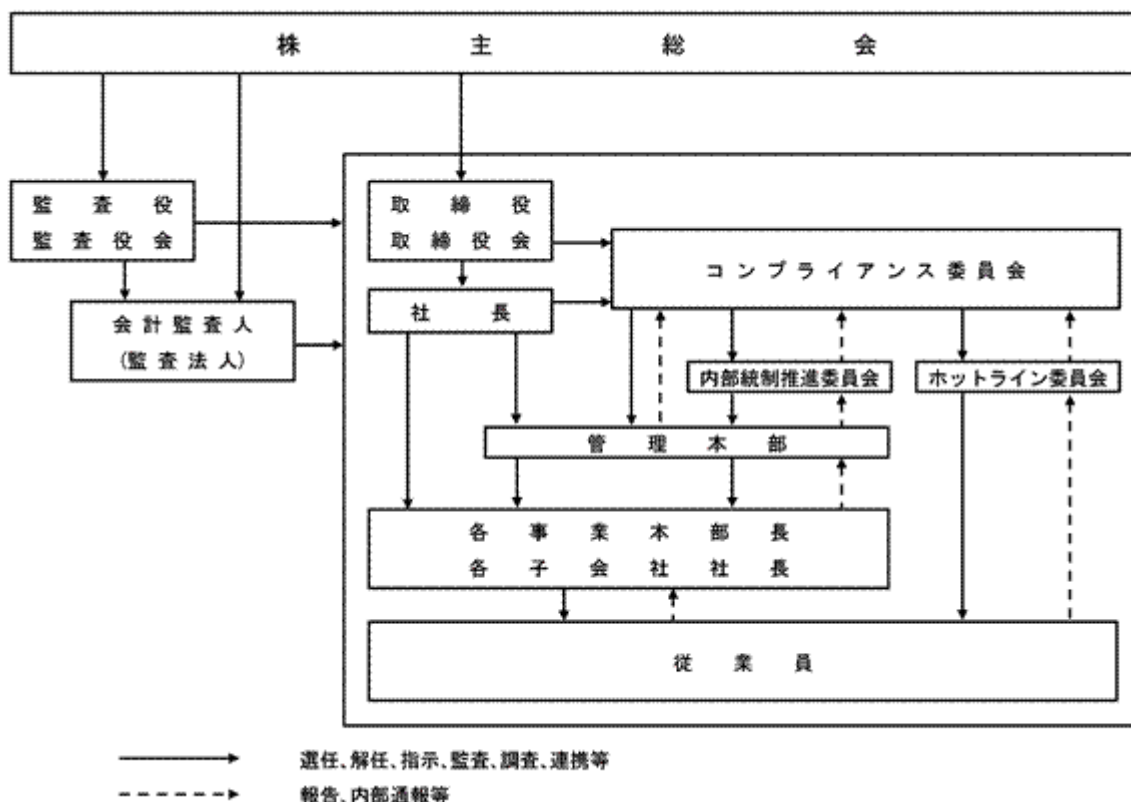 株主総会
監査役
監査役会
取締役
取締役会
コンプライアンス委員会
社長
会計監査人
(監査法人)
内部統制推進委員会
ホットライン委員会
管理本部
各事業本部長
各子会社社長
従業員
選任、解任、指示、監査、調査、連携等
報告、内部通報等